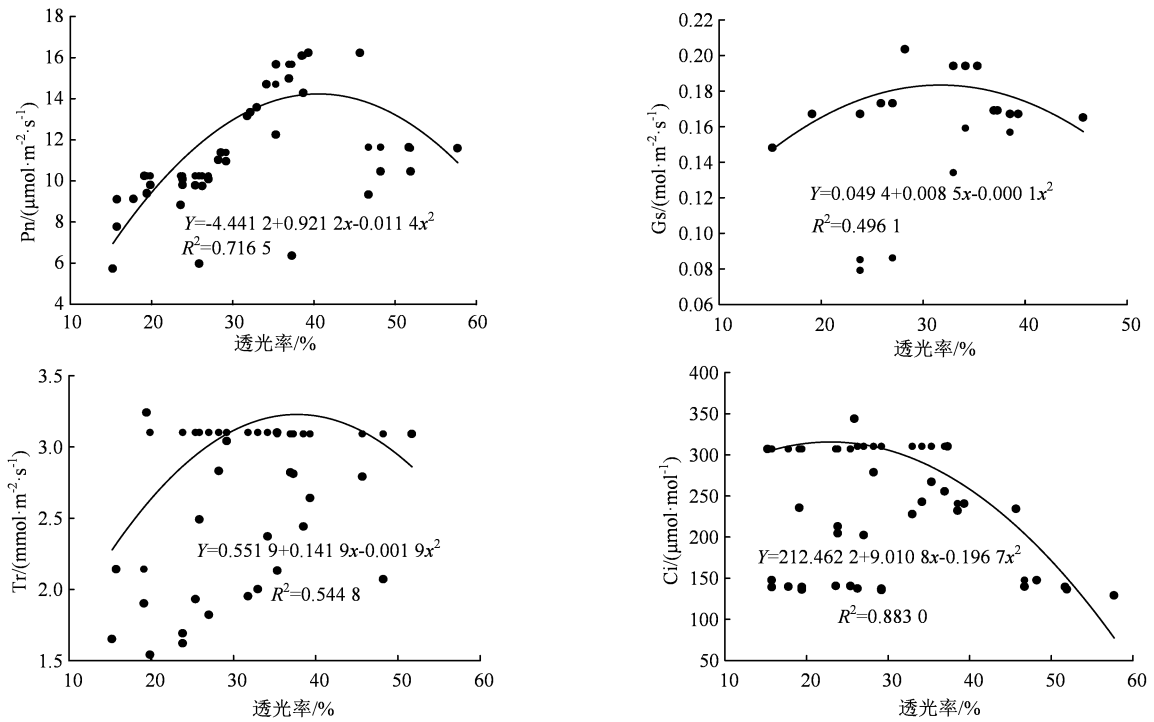 18
16
14
12
10
8
6
4
Pn/(μmol·m-2·s-1)
Y=-4.441 2+0.921 2x-0.011 4x2
R2=0.716 5
10 20 30 40 50 60
透光率/%
0.22
0.20
0.18
0.16
0.14
0.12
0.10
0.08
0.06
Gs/(mol·m-2·s-1)
Y=0.049 4+0.008 5x-0.000 1x2
R2=0.496 1
10 20 30 40 50
透光率/%
3.5
3.0
2.5
2.0
1.5
Tr/(mmol·m-2·s-1)
Y=0.551 9+0.141 9x-0.001 9x2
R2=0.544 8
10 20 30 40 50 60
透光率/%
400
350
300
250
200
150
100
50
Ci/(μmol·mol-1)
Y=212.462 2+9.010 8x-0.196 7x2
R2=0.883 0
10 20 30 40 50 60
透光率/%